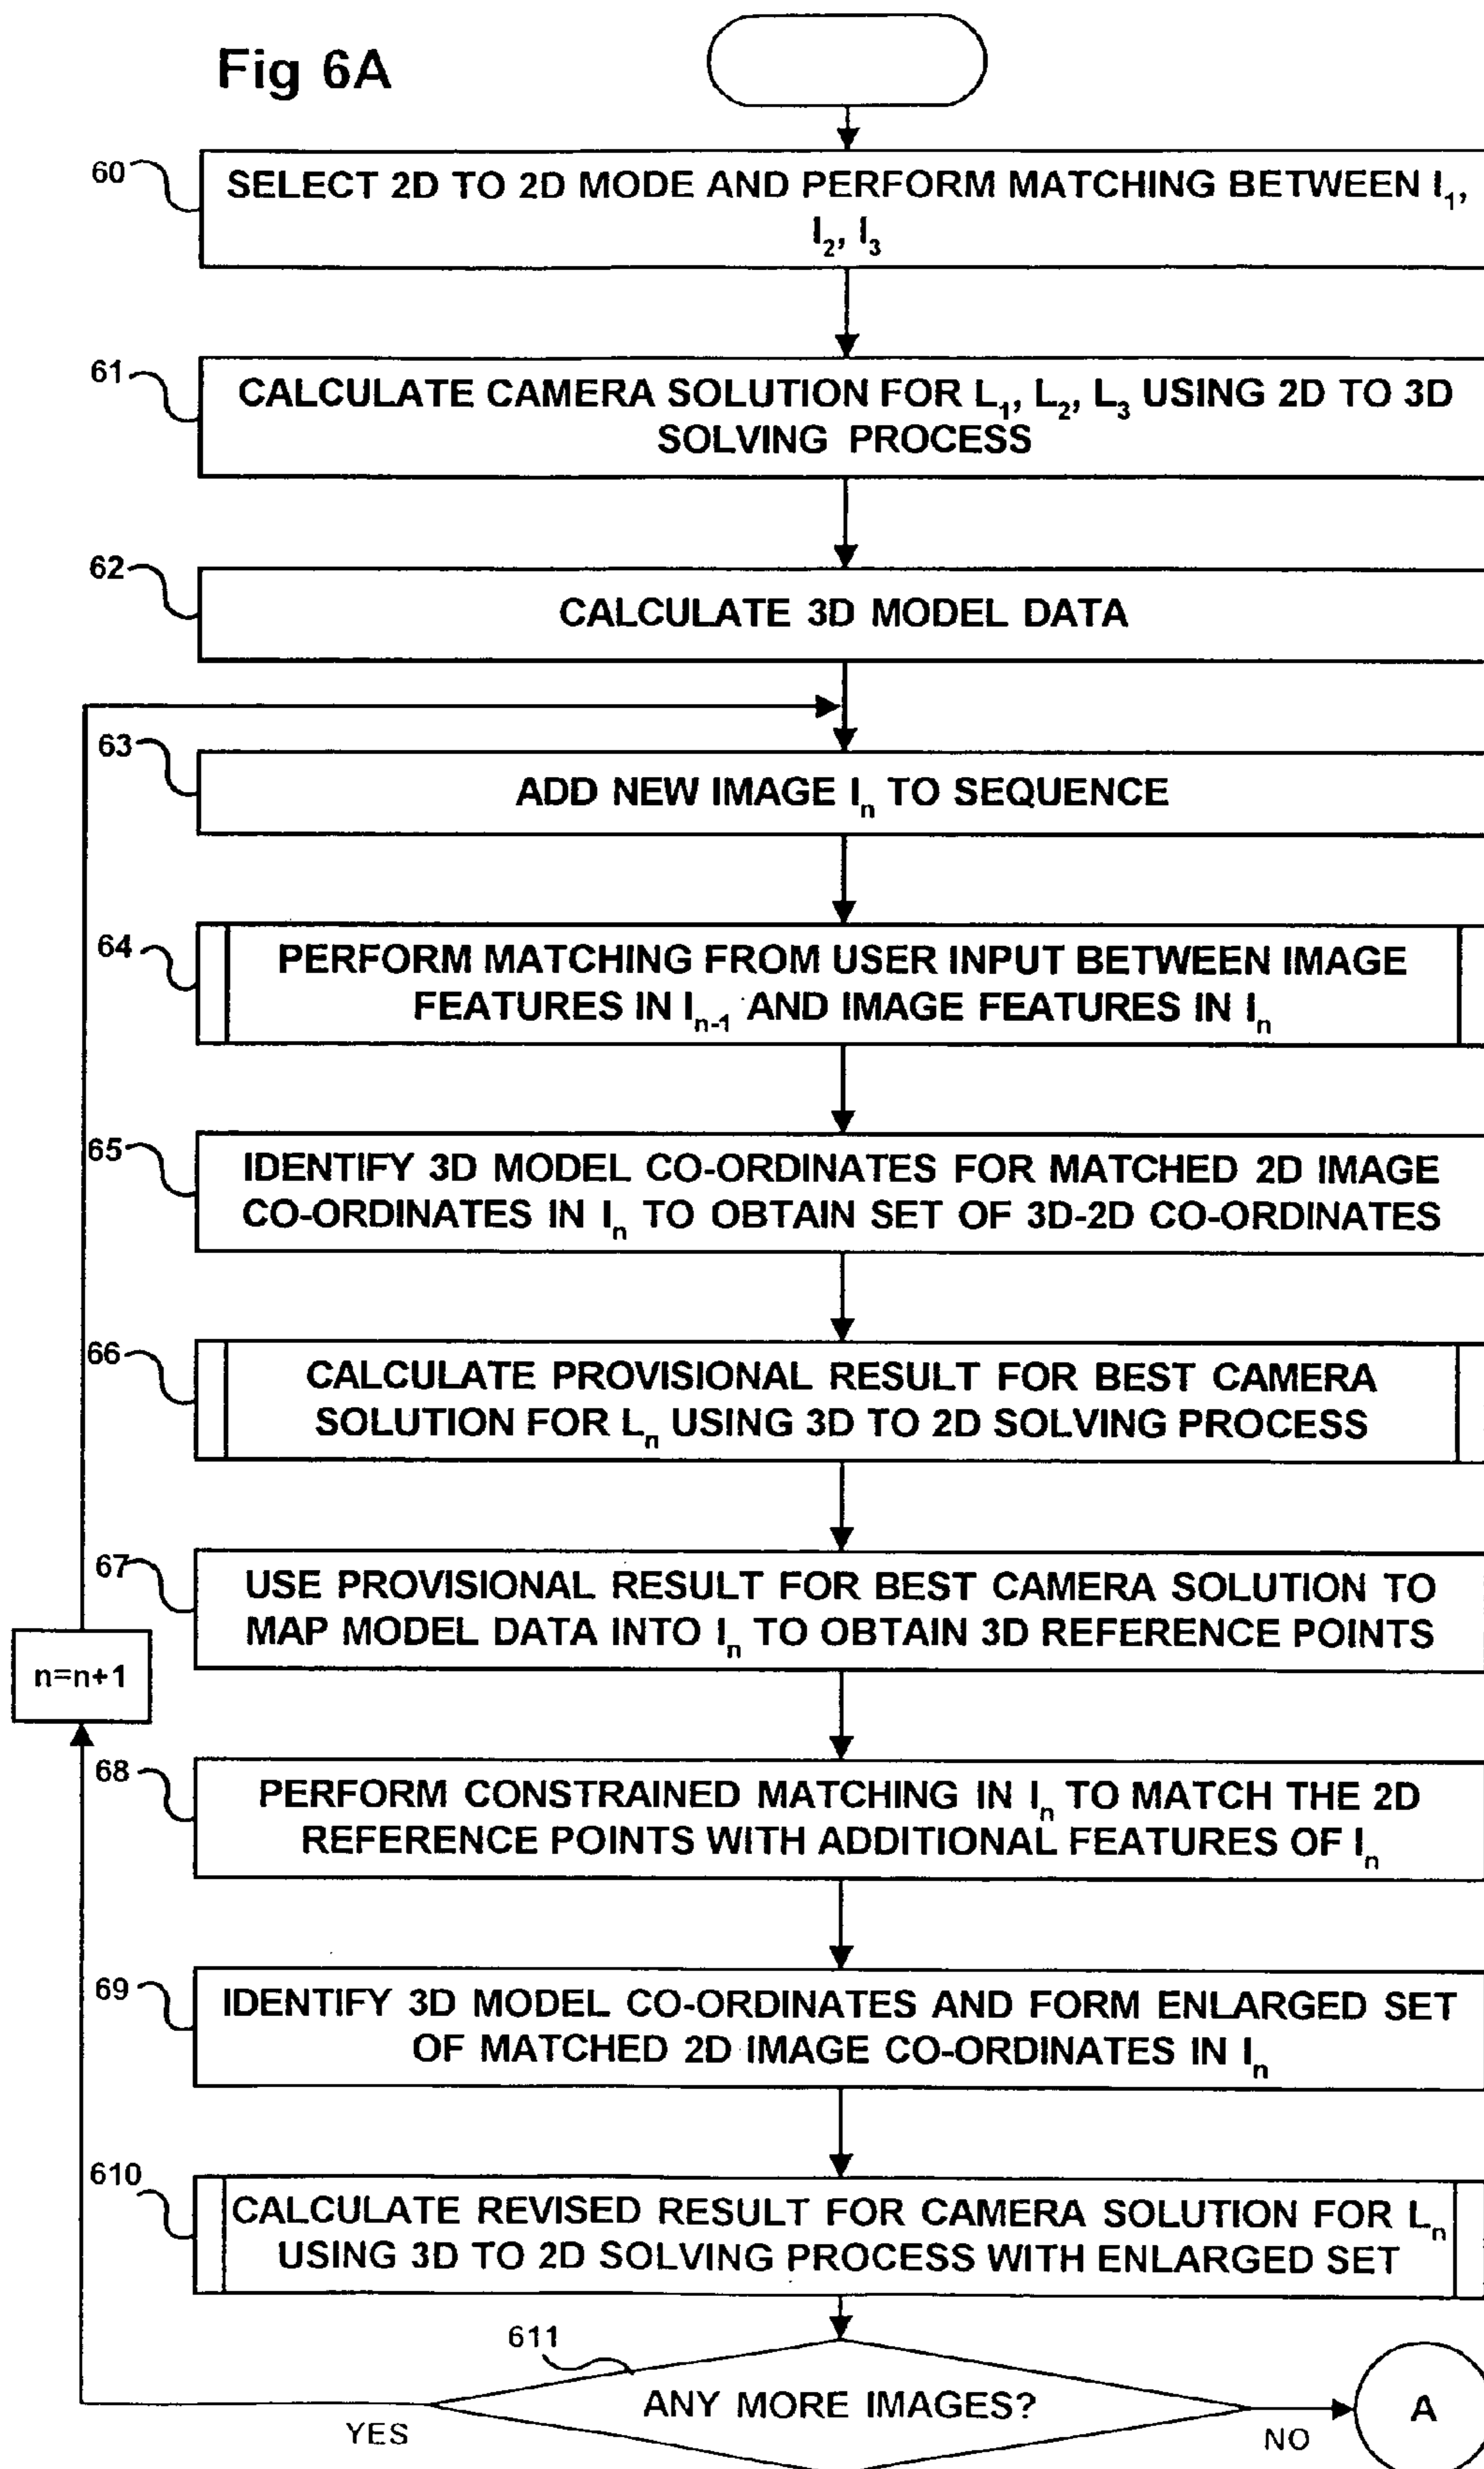 Fig 6A
60
SELECT 2D TO 2D MODE AND PERFORM MATCHING BETWEEN I₁,
I₂, I₃
61
CALCULATE CAMERA SOLUTION FOR L₁, L₂, L₃ USING 2D TO 3D
SOLVING PROCESS
62
CALCULATE 3D MODEL DATA
63
ADD NEW IMAGE Iₙ TO SEQUENCE
64
PERFORM MATCHING FROM USER INPUT BETWEEN IMAGE
FEATURES IN Iₙ₋₁ AND IMAGE FEATURES IN Iₙ
65
IDENTIFY 3D MODEL CO-ORDINATES FOR MATCHED 2D IMAGE
CO-ORDINATES IN Iₙ TO OBTAIN SET OF 3D-2D CO-ORDINATES
66
CALCULATE PROVISIONAL RESULT FOR BEST CAMERA
SOLUTION FOR Lₙ USING 3D TO 2D SOLVING PROCESS
67
USE PROVISIONAL RESULT FOR BEST CAMERA SOLUTION TO
MAP MODEL DATA INTO Iₙ TO OBTAIN 3D REFERENCE POINTS
n=n+1
68
PERFORM CONSTRAINED MATCHING IN Iₙ TO MATCH THE 2D
REFERENCE POINTS WITH ADDITIONAL FEATURES OF Iₙ
69
IDENTIFY 3D MODEL CO-ORDINATES AND FORM ENLARGED SET
OF MATCHED 2D IMAGE CO-ORDINATES IN Iₙ
610
CALCULATE REVISED RESULT FOR CAMERA SOLUTION FOR Lₙ
USING 3D TO 2D SOLVING PROCESS WITH ENLARGED SET
611
ANY MORE IMAGES?
A
YES
NO